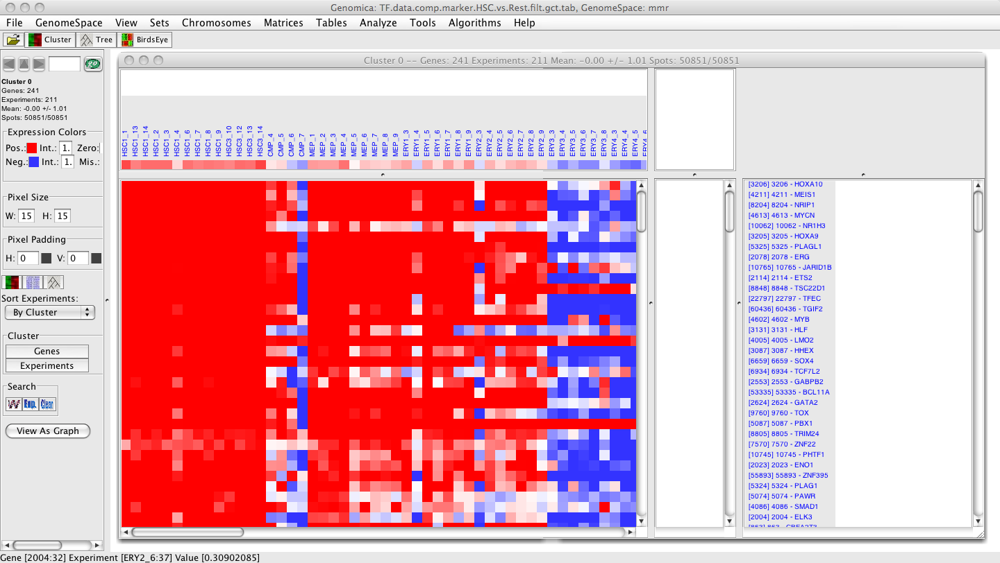 Genomica: TF.data.comp.marker.HSC.vs.Rest.filt.gct.tab, GenomeSpace: mmr
File GenomeSpace View Sets Chromosomes Matrices Tables Analyze Tools Algorithms Help
Cluster Tree BirdsEye
go
Cluster 0
Genes: 241
Experiments: 211
Mean: -0.00 +/- 1.01
Spots: 50851/50851
Expression Colors
Pos.: Int.: 1. Zero:
Neg.: Int.: 1. Mis.:
Pixel Size
W: 15 H: 15
Pixel Padding
H: 0 V: 0
Sort Experiments:
By Cluster
Cluster
Genes
Experiments
Search
W Exp. Clear
View As Graph
Cluster 0 -- Genes: 241 Experiments: 211 Mean: -0.00 +/- 1.01 Spots: 50851/50851
HSC1_1
HSC1_13
HSC1_14
HSC1_2
HSC1_3
HSC1_4
HSC1_6
HSC1_7
HSC1_8
HSC1_9
HSC3_10
HSC3_12
HSC3_13
HSC3_14
CMP_4
CMP_5
CMP_6
CMP_7
MEP_1
MEP_2
MEP_3
MEP_4
MEP_5
MEP_6
MEP_7
MEP_8
MEP_9
ERY1_3
ERY1_4
ERY1_6
ERY1_7
ERY1_8
ERY1_9
ERY2_3
ERY2_4
ERY2_6
ERY2_7
ERY2_8
ERY2_9
ERY3_3
ERY3_4
ERY3_5
ERY3_6
ERY3_7
ERY3_8
ERY4_3
ERY4_4
ERY4_5
[3206] 3206 - HOXA10
[4211] 4211 - MEIS1
[8204] 8204 - NRIP1
[4613] 4613 - MYCN
[10062] 10062 - NR1H3
[3205] 3205 - HOXA9
[5325] 5325 - PLAGL1
[2078] 2078 - ERG
[10765] 10765 - JARID1B
[2114] 2114 - ETS2
[8848] 8848 - TSC22D1
[22797] 22797 - TFEC
[60436] 60436 - TGIF2
[4602] 4602 - MYB
[3131] 3131 - HLF
[4005] 4005 - LMO2
[3087] 3087 - HHEX
[6659] 6659 - SOX4
[6934] 6934 - TCF7L2
[2553] 2553 - GABPB2
[53335] 53335 - BCL11A
[2624] 2624 - GATA2
[9760] 9760 - TOX
[5087] 5087 - PBX1
[8805] 8805 - TRIM24
[7570] 7570 - ZNF22
[10745] 10745 - PHTF1
[2023] 2023 - ENO1
[55893] 55893 - ZNF395
[5324] 5324 - PLAG1
[5074] 5074 - PAWR
[4086] 4086 - SMAD1
[2004] 2004 - ELK3
Gene [2004:32] Experiment [ERY2_6:37] Value [0.30902085]